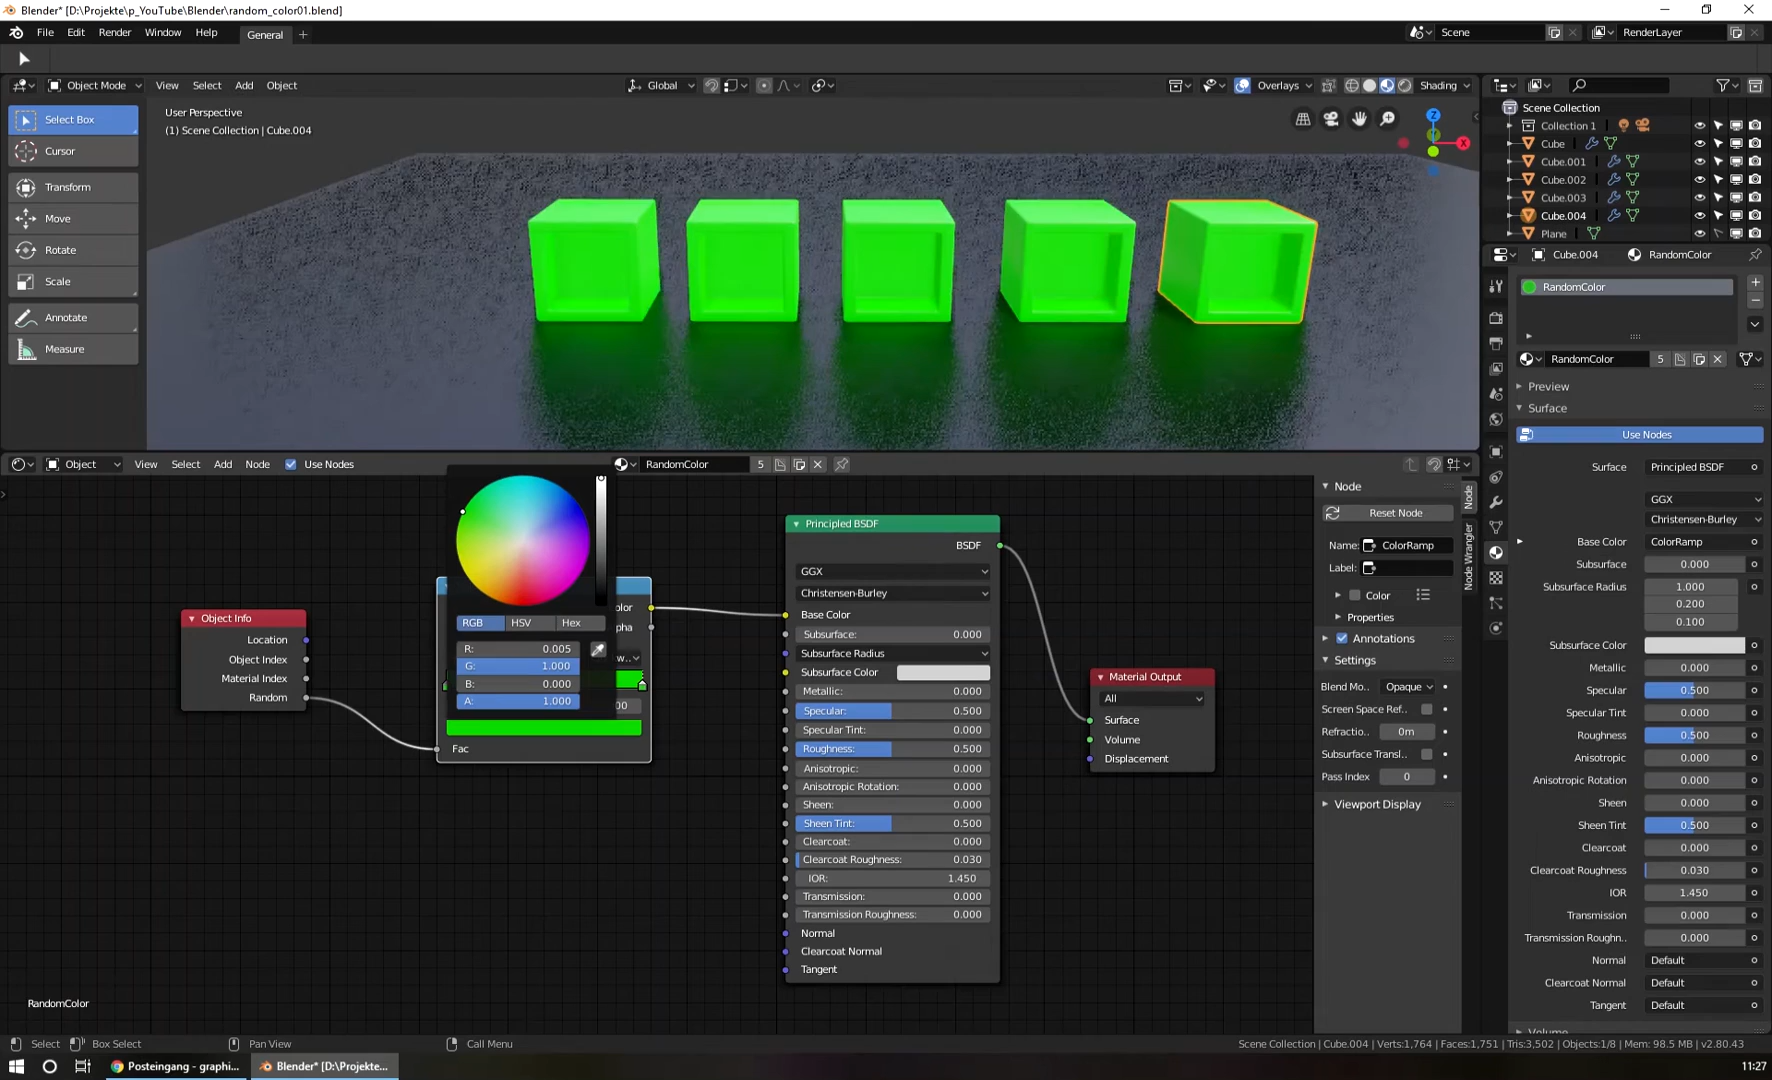 Blender* [D:\Projekte\p_YouTube\Blender\random_color01.blend]
File Edit Render Window Help General + Scene RenderLayer
Object Mode View Select Add Object Global Overlays Shading
Select Box
Cursor
Transform
Move
Rotate
Scale
Annotate
Measure
User Perspective
(1) Scene Collection | Cube.004
Z
X
Scene Collection
Collection 1
Cube
Cube.001
Cube.002
Cube.003
Cube.004
Plane
Cube.004 RandomColor
RandomColor
RandomColor 5
Preview
Surface
Use Nodes
Surface Principled BSDF
GGX
Christensen-Burley
Base Color ColorRamp
Subsurface 0.000
Subsurface Radius 1.000
0.200
0.100
Subsurface Color
Metallic 0.000
Specular 0.500
Specular Tint 0.000
Roughness 0.500
Anisotropic 0.000
Anisotropic Rotation 0.000
Sheen 0.000
Sheen Tint 0.500
Clearcoat 0.000
Clearcoat Roughness 0.030
IOR 1.450
Transmission 0.000
Transmission Roughn.. 0.000
Normal Default
Clearcoat Normal Default
Tangent Default
Volume
Object View Select Add Node Use Nodes RandomColor 5
Object Info
Location
Object Index
Material Index
Random
RGB HSV Hex
R: 0.005
G: 1.000
B: 0.000
A: 1.000
olor
pha
w..
00
Fac
Principled BSDF
BSDF
GGX
Christensen-Burley
Base Color
Subsurface: 0.000
Subsurface Radius
Subsurface Color
Metallic: 0.000
Specular: 0.500
Specular Tint: 0.000
Roughness: 0.500
Anisotropic: 0.000
Anisotropic Rotation: 0.000
Sheen: 0.000
Sheen Tint: 0.500
Clearcoat: 0.000
Clearcoat Roughness: 0.030
IOR: 1.450
Transmission: 0.000
Transmission Roughness: 0.000
Normal
Clearcoat Normal
Tangent
Material Output
All
Surface
Volume
Displacement
Node
Reset Node
Name: ColorRamp
Label:
Color
Properties
Annotations
Settings
Blend Mo.. Opaque
Screen Space Ref..
Refractio.. 0m
Subsurface Transl..
Pass Index 0
Viewport Display
Node
Node Wrangler
RandomColor
Select Box Select Pan View Call Menu Scene Collection | Cube.004 | Verts:1,764 | Faces:1,751 | Tris:3,502 | Objects:1/8 | Mem: 98.5 MB | v2.80.43
Posteingang - graphi... Blender* [D:\Projekte... 11:27